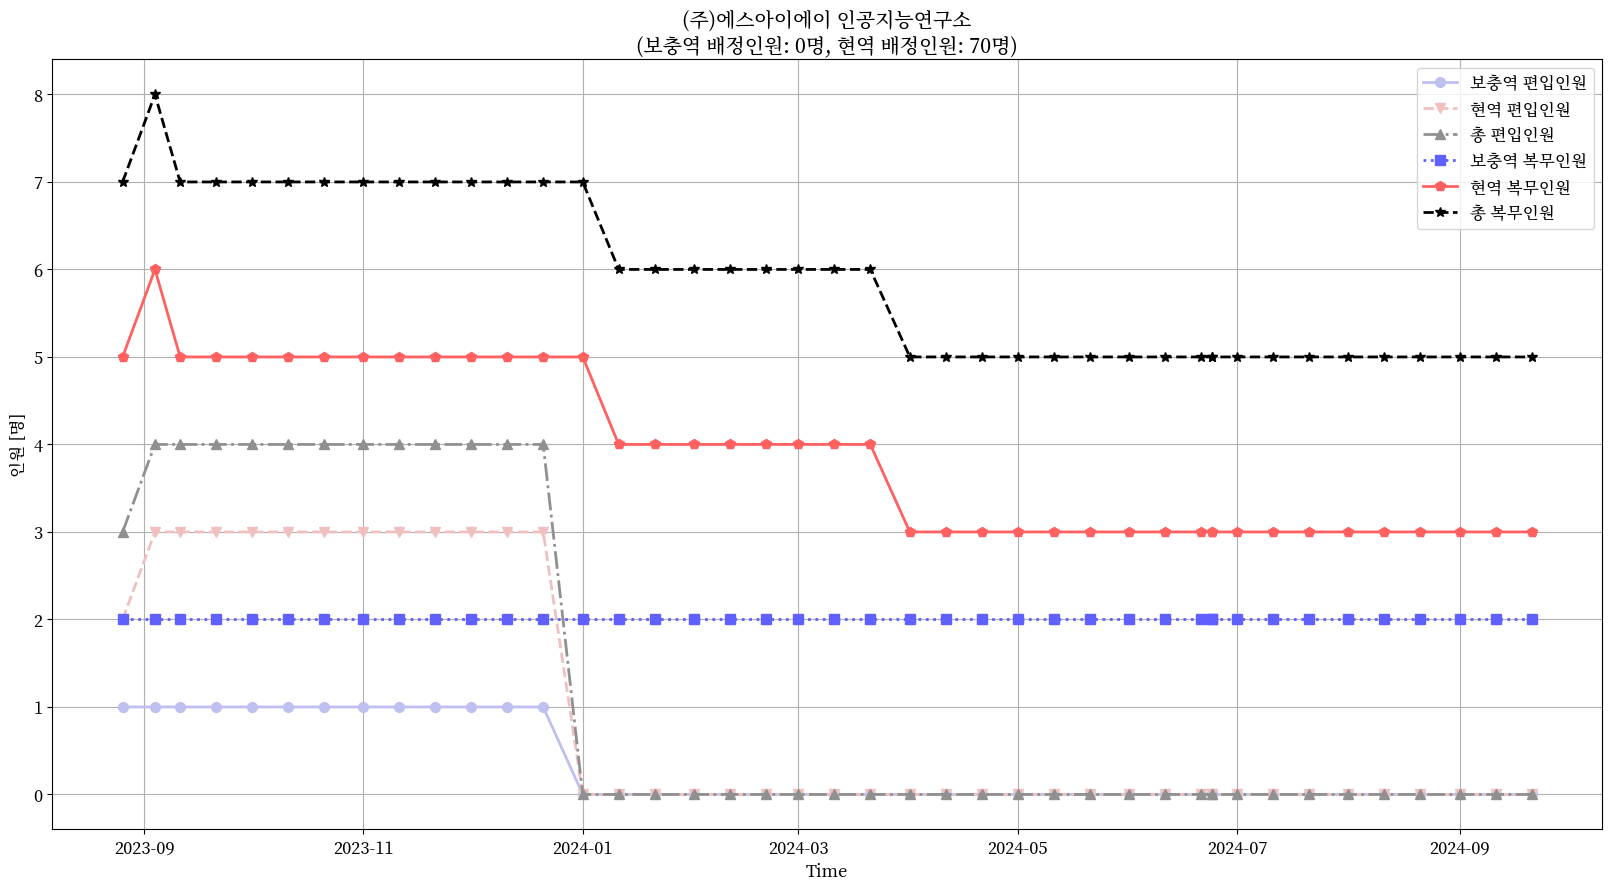 (주)에스아이에이 인공지능연구소
(보충역 배정인원: 0명, 현역 배정인원: 70명)
보충역 편입인원
현역 편입인원
총 편입인원
보충역 복무인원
현역 복무인원
총 복무인원
인원 [명]
8
7
6
5
4
3
2
1
0
2023-09
2023-11
2024-01
2024-03
2024-05
2024-07
2024-09
Time